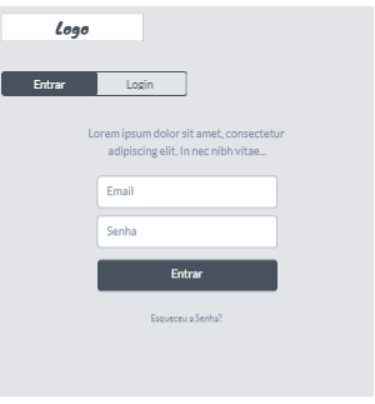 Logo
Entrar Login
Lorem ipsum dolor sit amet, consectetur
adipiscing elit. In nec nibh vitae...
Email
Senha
Entrar
Esqueceu a Senha?